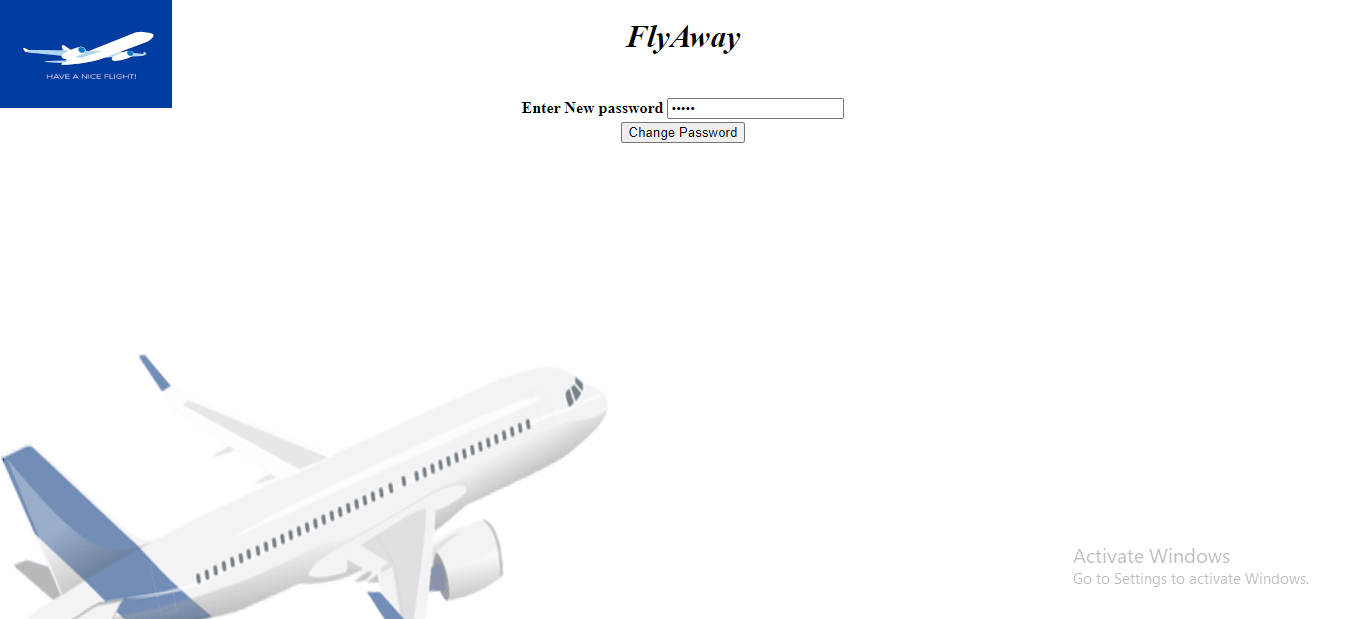 HAVE A NICE FLIGHT!
FlyAway
Enter New password •••••
Change Password
Activate Windows
Go to Settings to activate Windows.